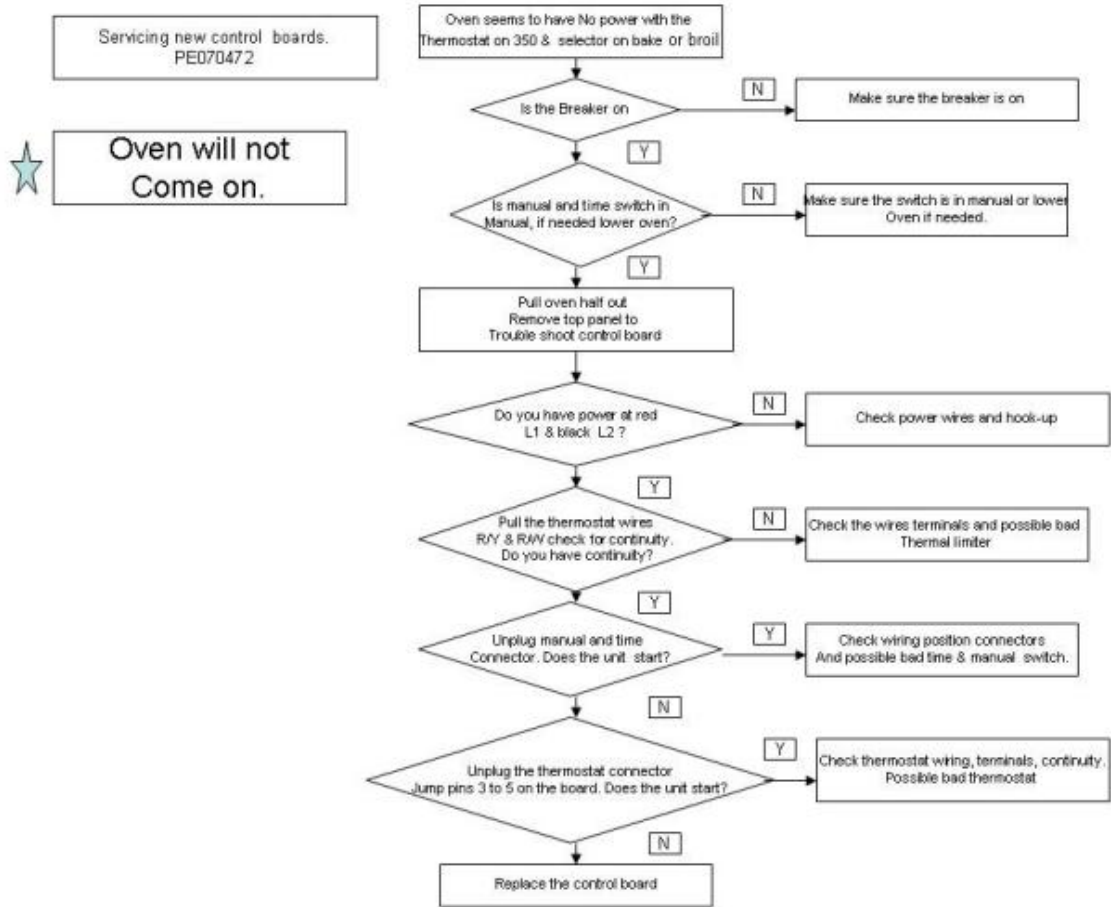 Servicing new control boards.
PE070472
Oven will not
Come on.
Oven seems to have No power with the
Thermostat on 350 & selector on bake or broil
Is the Breaker on
N
Make sure the breaker is on
Y
Is manual and time switch in
Manual, if needed lower oven?
N
Make sure the switch is in manual or lower
Oven if needed.
Y
Pull oven half out
Remove top panel to
Trouble shoot control board
Do you have power at red
L1 & black L2 ?
N
Check power wires and hook-up
Y
Pull the thermostat wires
R/Y & R/W check for continuity.
Do you have continuity?
N
Check the wires terminals and possible bad
Thermal limiter
Y
Unplug manual and time
Connector. Does the unit start?
Y
Check wiring position connectors
And possible bad time & manual switch.
N
Unplug the thermostat connector
Jump pins 3 to 5 on the board. Does the unit start?
Y
Check thermostat wiring, terminals, continuity.
Possible bad thermostat
N
Replace the control board